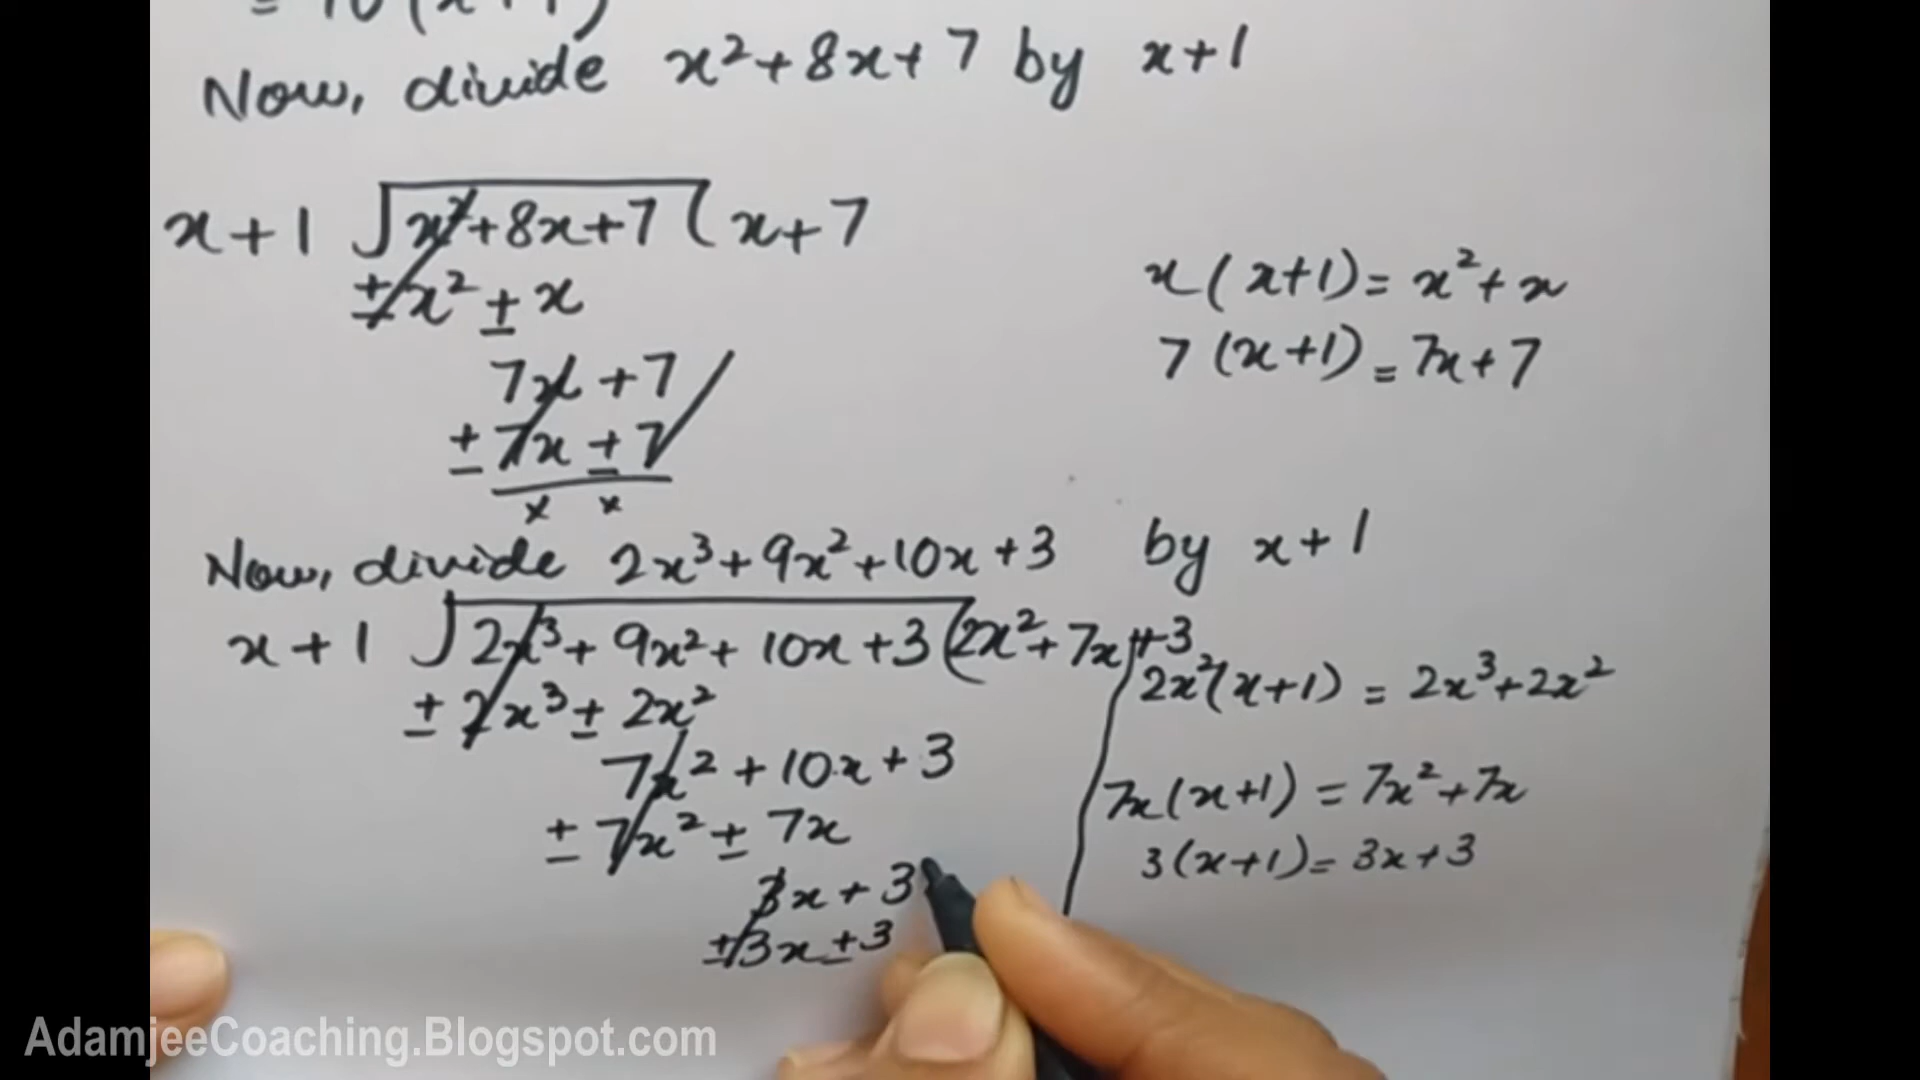 = 10(x+1)
Now, divide x²+8x+7 by x+1
x+1 √x²+8x+7 ( x+7
± x² ± x
7x +7
± 7x ± 7
x x
x(x+1)= x²+x
7(x+1)= 7x+7
Now, divide 2x³+9x²+10x+3 by x+1
x+1 √2x³+9x²+10x+3 ( 2x²+7x+3
± 2x³ ± 2x²
7x²+10x+3
± 7x² ± 7x
3x+3
± 3x ± 3
2x²(x+1) = 2x³+2x²
7x(x+1) = 7x²+7x
3(x+1)= 3x+3
AdamjeeCoaching.Blogspot.com